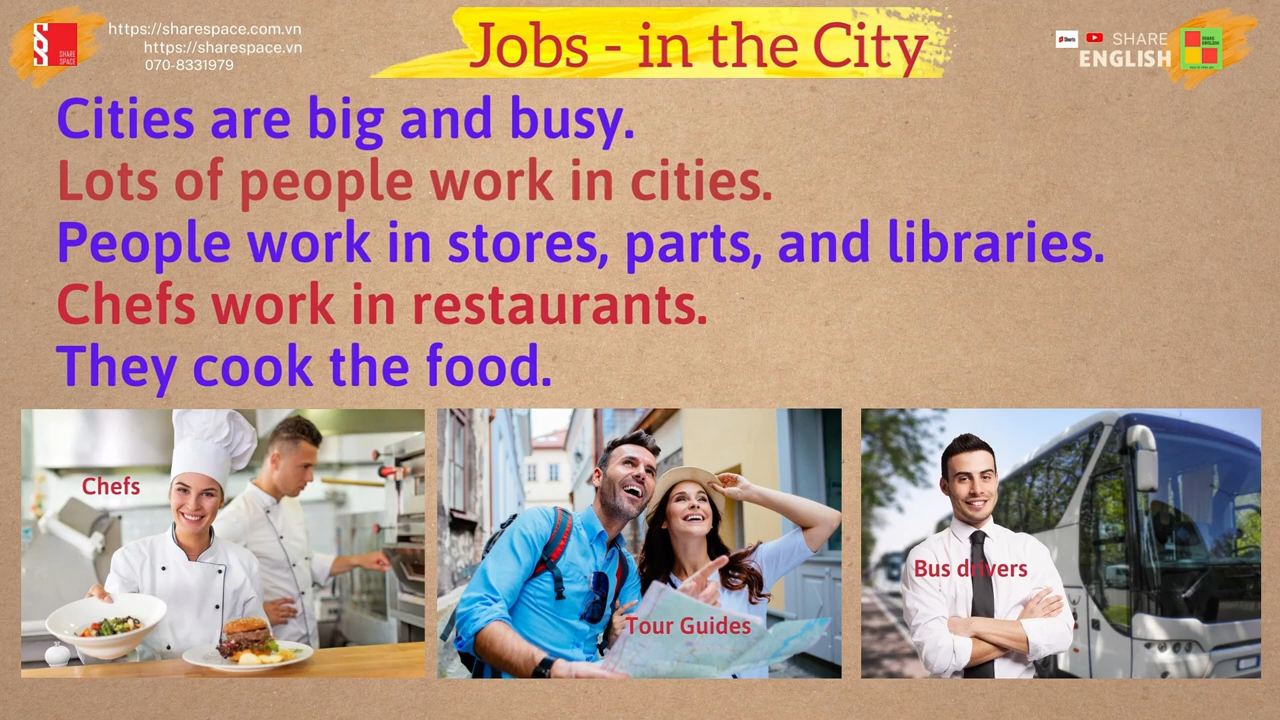 https://sharespace.com.vn
https://sharespace.vn
070-8331979
SHARE
SPACE
Jobs - in the City
SHARE
ENGLISH
Cities are big and busy.
Lots of people work in cities.
People work in stores, parts, and libraries.
Chefs work in restaurants.
They cook the food.
Chefs
Tour Guides
Bus drivers